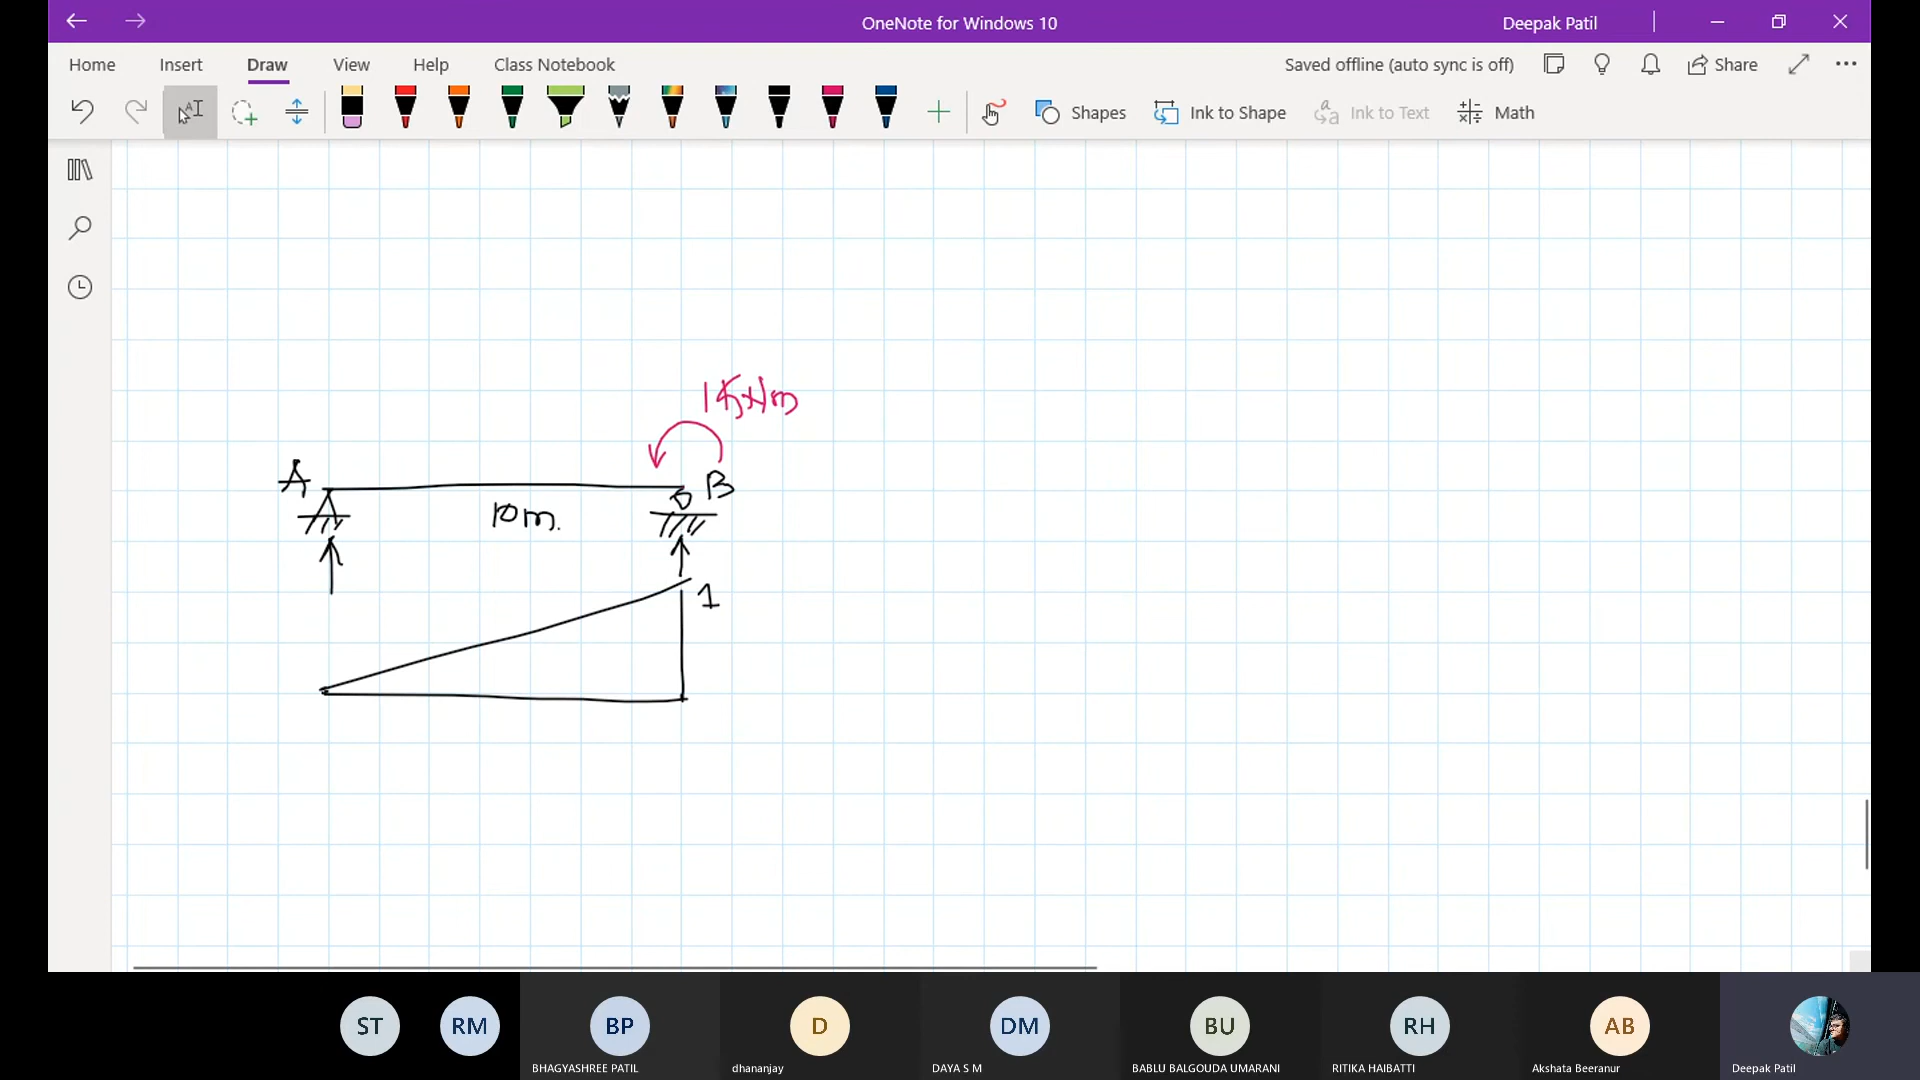 OneNote for Windows 10
Deepak Patil
Home Insert Draw View Help Class Notebook
Saved offline (auto sync is off)
Share
Shapes
Ink to Shape
Ink to Text
Math
1 KNm
A
B
10m.
1
ST
RM
BP
D
DM
BU
RH
AB
BHAGYASHREE PATIL
dhananjay
DAYA S M
BABLU BALGOUDA UMARANI
RITIKA HAIBATTI
Akshata Beeranur
Deepak Patil